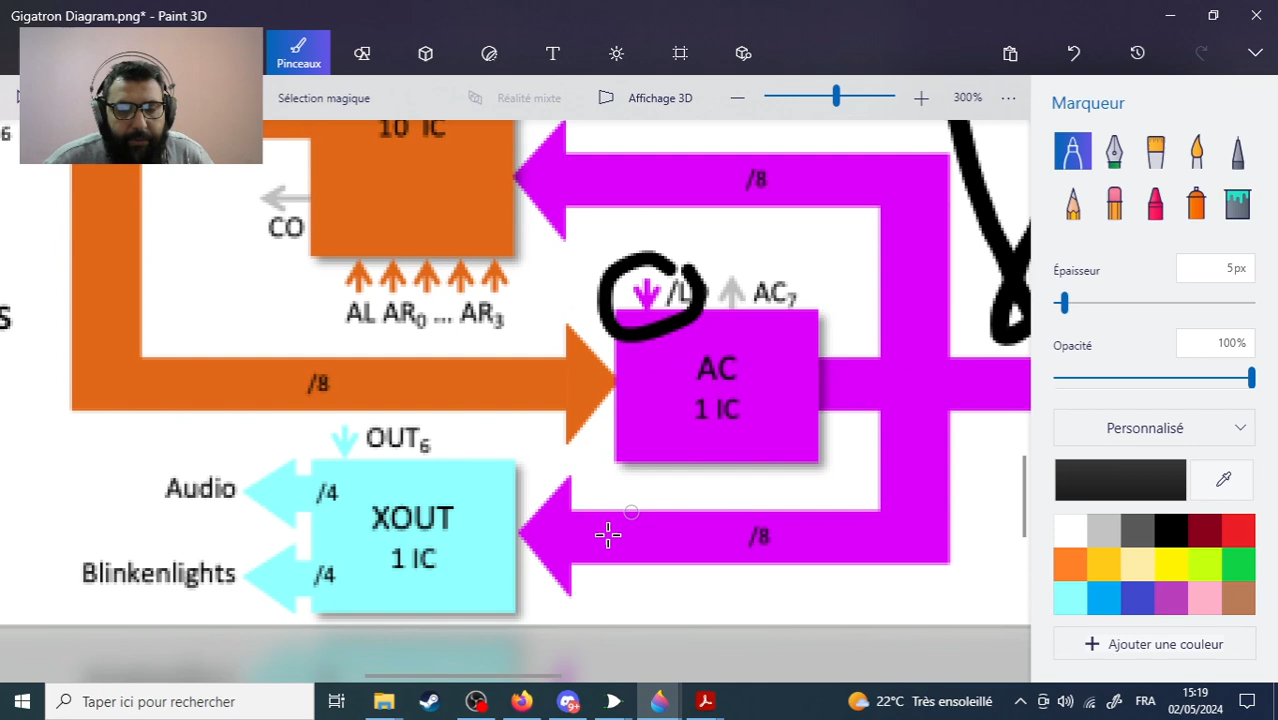 Gigatron Diagram.png* - Paint 3D
Pinceaux
Sélection magique
Réalité mixte
Affichage 3D
300%
Marqueur
Épaisseur
5px
Opacité
100%
Personnalisé
Ajouter une couleur
6
S
10 IC
CO
AL AR0 ... AR3
/8
/8
/L
AC7
AC
1 IC
/8
OUT6
Audio
/4
XOUT
1 IC
Blinkenlights
/4
Taper ici pour rechercher
9+
22°C Très ensoleillé
FRA
15:19
02/05/2024